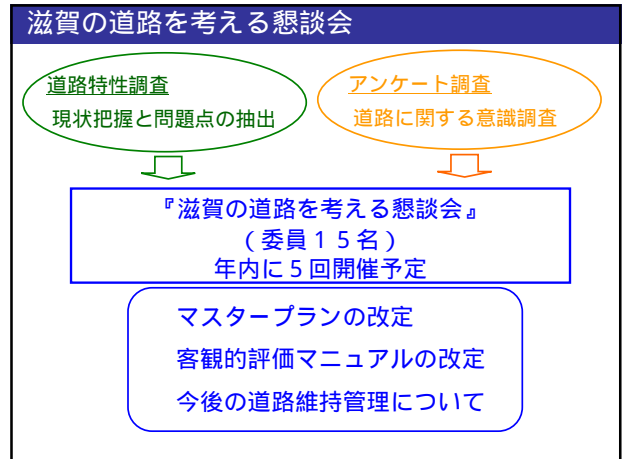 滋賀の道路を考える懇談会
道路特性調査
現状把握と問題点の抽出
アンケート調査
道路に関する意識調査
『滋賀の道路を考える懇談会』
(委員15名)
年内に5回開催予定
マスタープランの改定
客観的評価マニュアルの改定
今後の道路維持管理について